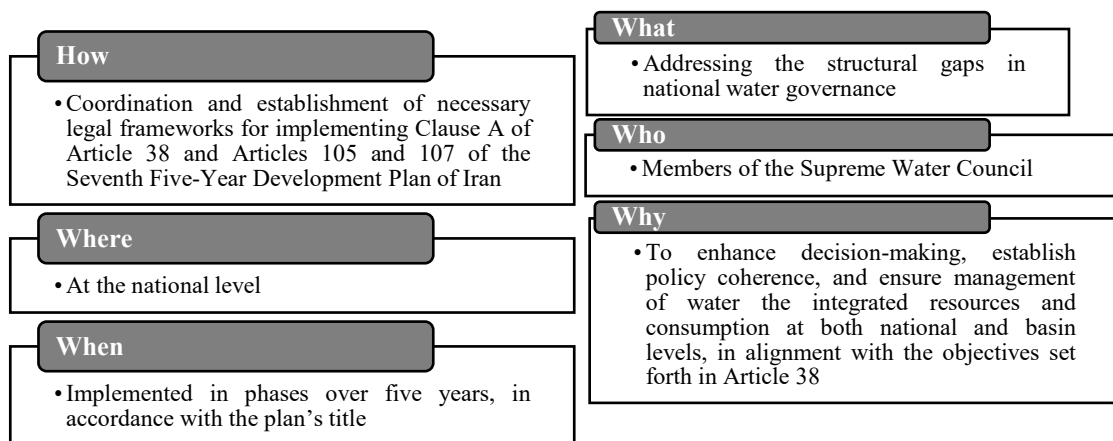 How
• Coordination and establishment of necessary
legal frameworks for implementing Clause A of
Article 38 and Articles 105 and 107 of the
Seventh Five-Year Development Plan of Iran
Where
• At the national level
When
• Implemented in phases over five years, in
accordance with the plan’s title
What
• Addressing the structural gaps in
national water governance
Who
• Members of the Supreme Water Council
Why
• To enhance decision-making, establish
policy coherence, and ensure management
of water the integrated resources and
consumption at both national and basin
levels, in alignment with the objectives set
forth in Article 38